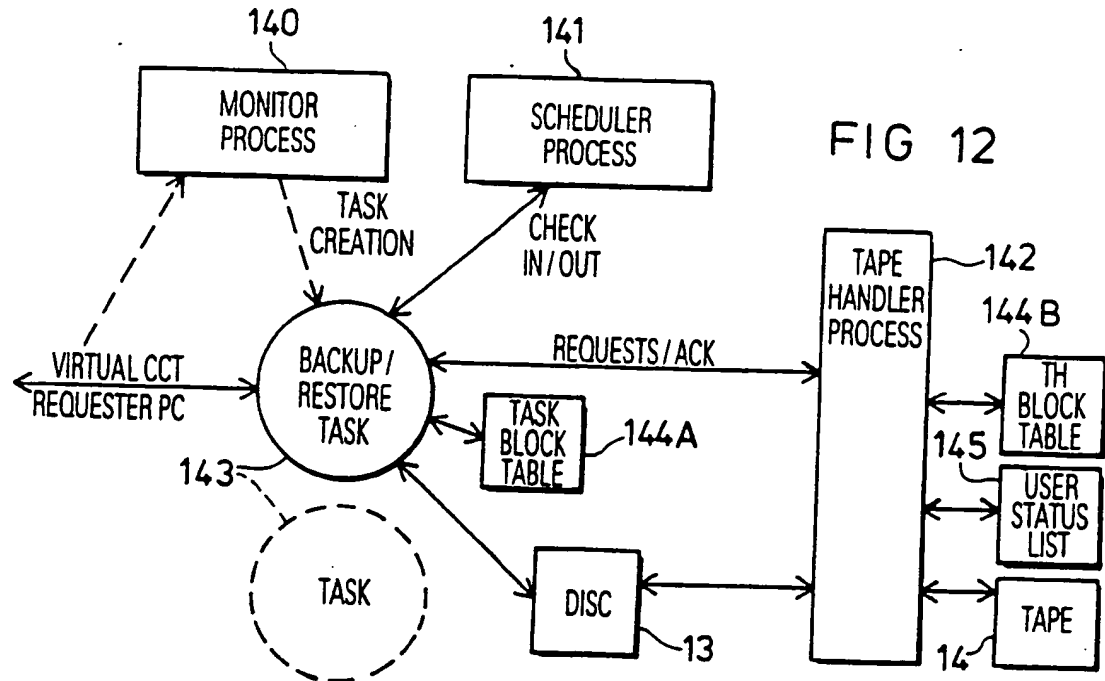 140
MONITOR
PROCESS
141
SCHEDULER
PROCESS
FIG 12
TASK
CREATION
CHECK
IN/OUT
142
TAPE
HANDLER
PROCESS
VIRTUAL CCT
REQUESTER PC
BACKUP/
RESTORE
TASK
REQUESTS/ACK
144B
TH
BLOCK
TABLE
TASK
BLOCK
TABLE
144A
143
145
USER
STATUS
LIST
TASK
DISC
13
14
TAPE